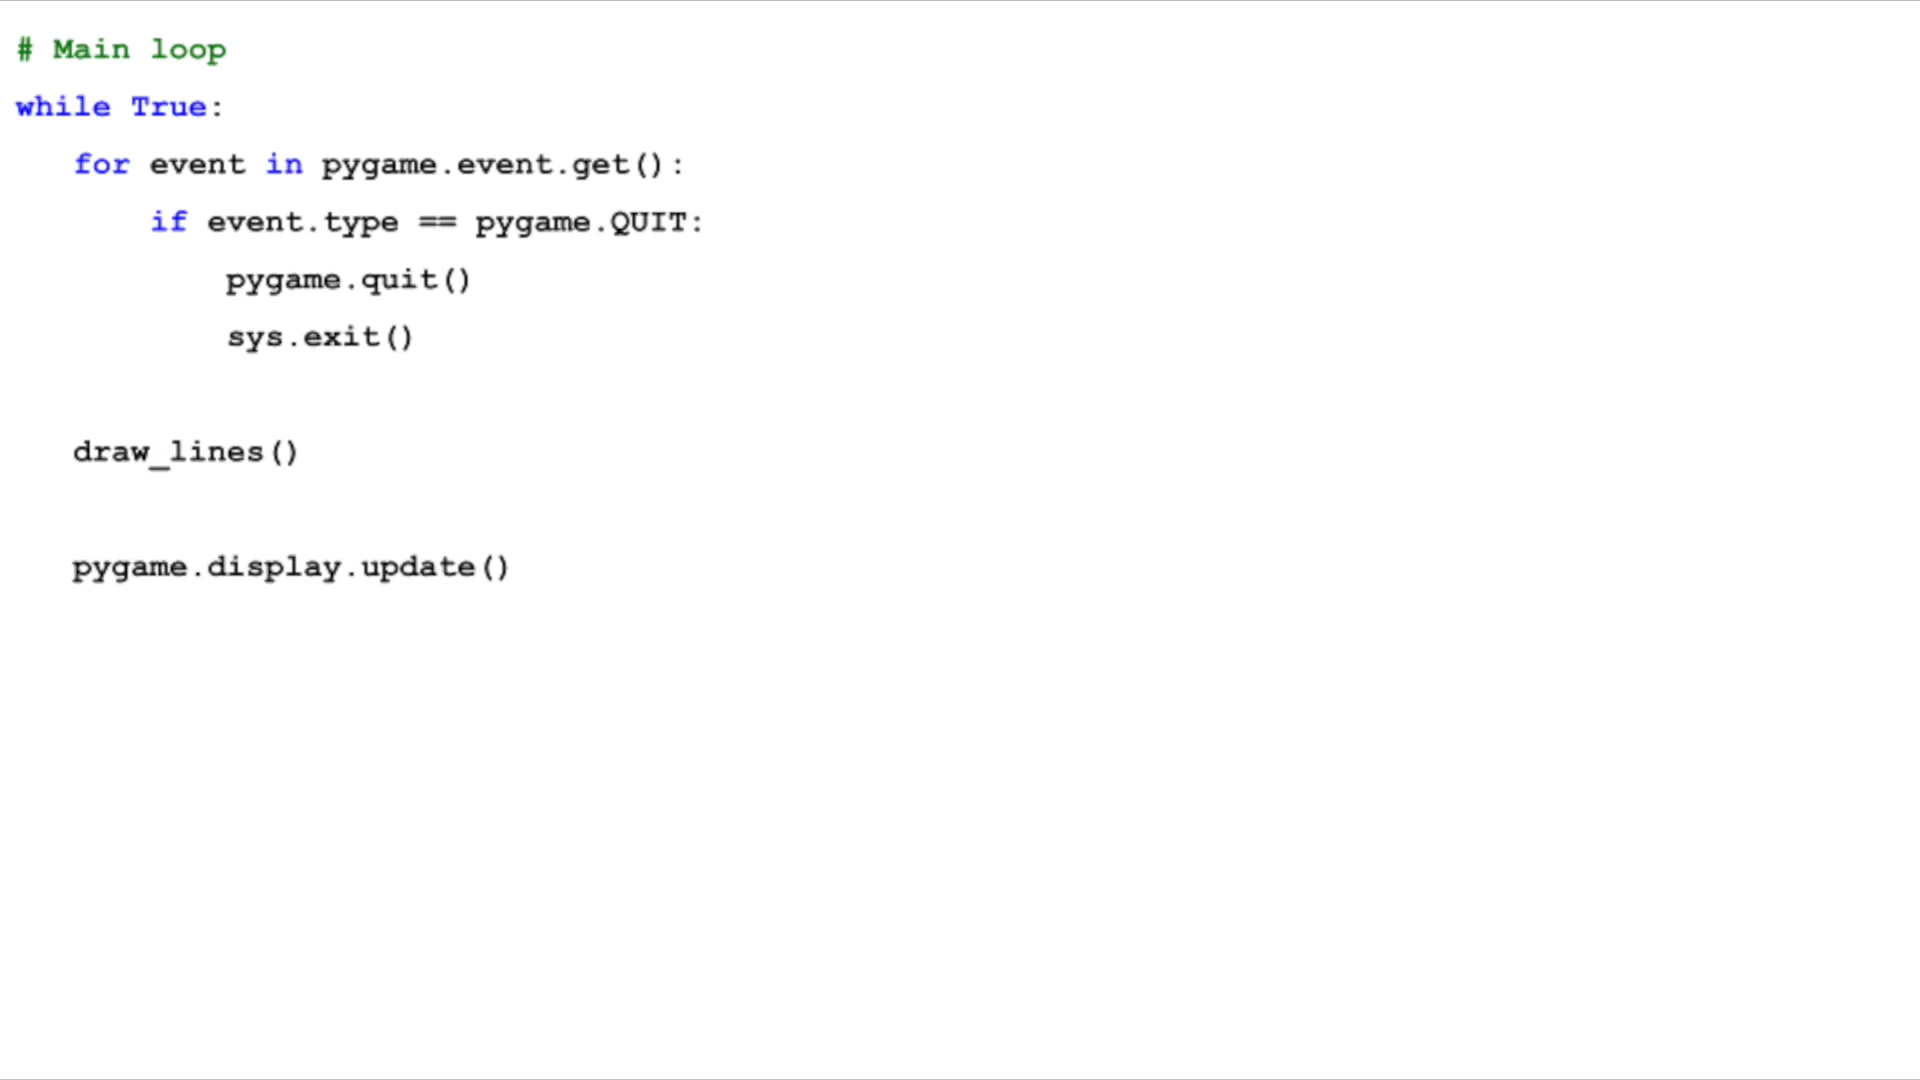 # Main loop
while True:
   for event in pygame.event.get():
       if event.type == pygame.QUIT:
           pygame.quit()
           sys.exit()

   draw_lines()

   pygame.display.update()